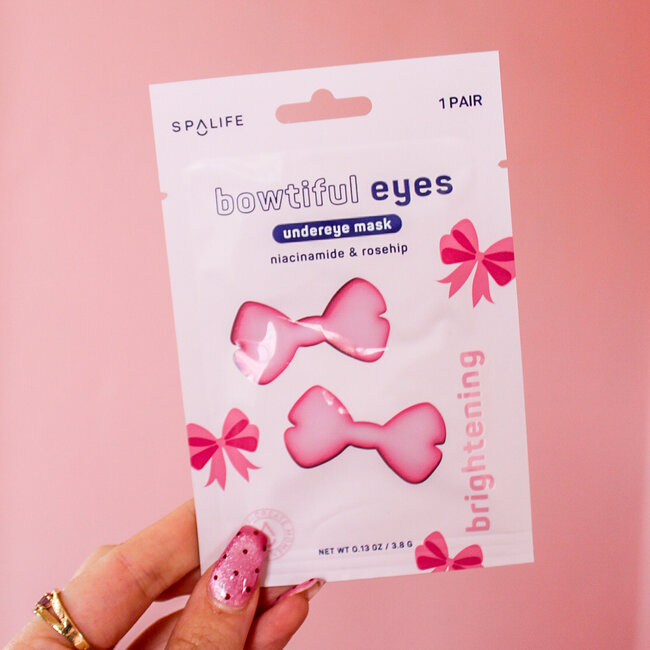 SPALIFE
1 PAIR
bowtiful eyes
undereye mask
niacinamide & rosehip
brightening
NET WT 0.13 OZ / 3.8 G